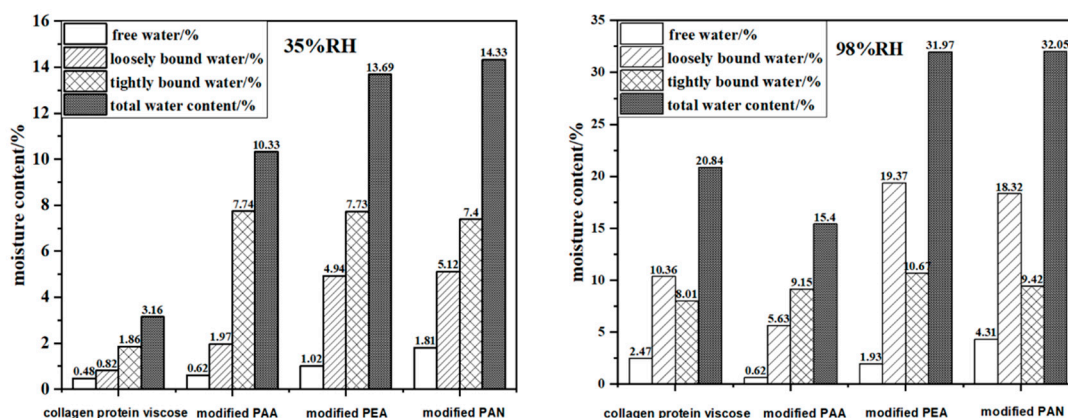 16
14
12
10
8
6
4
2
0
moisture content/%
free water/%
loosely bound water/%
tightly bound water/%
total water content/%
35%RH
0.48
0.82
1.86
3.16
0.62
1.97
7.74
10.33
1.02
4.94
7.73
13.69
1.81
5.12
7.4
14.33
collagen protein viscose
modified PAA
modified PEA
modified PAN
35
30
25
20
15
10
5
0
moisture content/%
free water/%
loosely bound water/%
tightly bound water/%
total water content/%
98%RH
2.47
10.36
8.01
20.84
0.62
5.63
9.15
15.4
1.93
19.37
10.67
31.97
4.31
18.32
9.42
32.05
collagen protein viscose
modified PAA
modified PEA
modified PAN